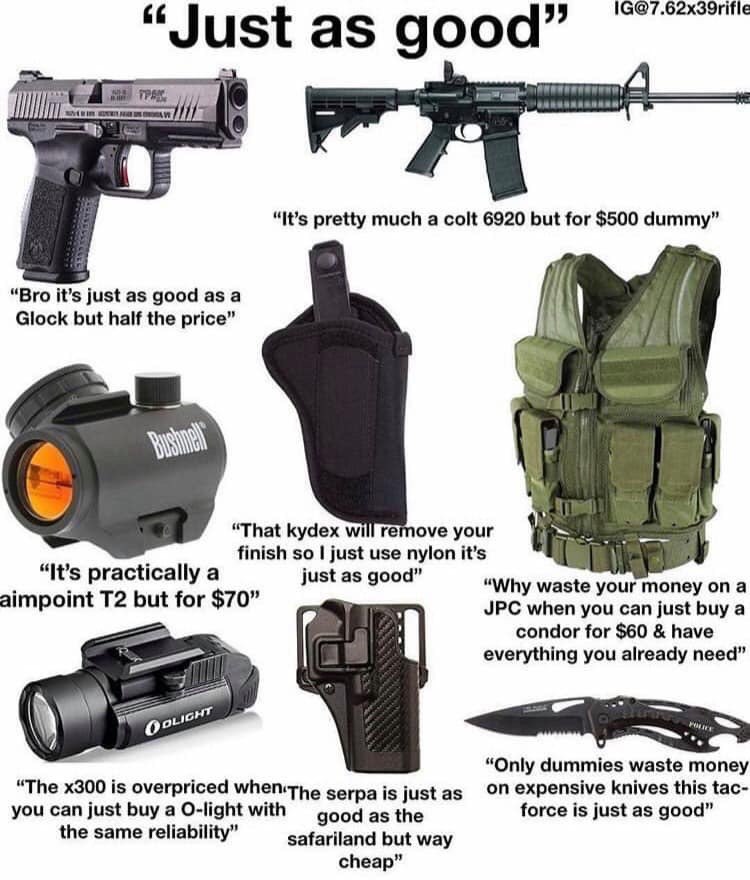 “Just as good”
IG@7.62x39rifle
“It’s pretty much a colt 6920 but for $500 dummy”
“Bro it’s just as good as a
Glock but half the price”
Bushnell
“It’s practically a
aimpoint T2 but for $70”
“That kydex will remove your
finish so I just use nylon it’s
just as good”
“Why waste your money on a
JPC when you can just buy a
condor for $60 & have
everything you already need”
OLIGHT
“The x300 is overpriced when
you can just buy a O-light with
the same reliability”
“The serpa is just as
good as the
safariland but way
cheap”
POLICE
“Only dummies waste money
on expensive knives this tac-
force is just as good”